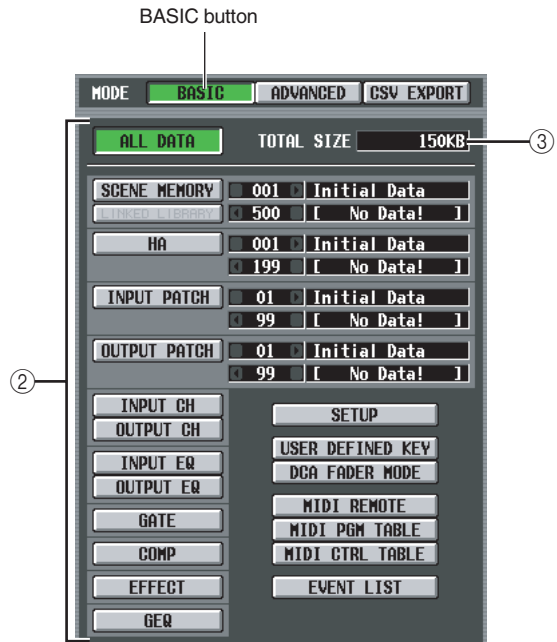 BASIC button
MODE BASIC ADVANCED CSV EXPORT
ALL DATA TOTAL SIZE 150KB
③
SCENE MEMORY 001 Initial Data
LINKED LIBRARY 500 [ No Data! ]
HA 001 Initial Data
199 [ No Data! ]
INPUT PATCH 01 Initial Data
99 [ No Data! ]
OUTPUT PATCH 01 Initial Data
99 [ No Data! ]
②
INPUT CH
OUTPUT CH
INPUT EQ
OUTPUT EQ
GATE
COMP
EFFECT
GEQ
SETUP
USER DEFINED KEY
DCA FADER MODE
MIDI REMOTE
MIDI PGM TABLE
MIDI CTRL TABLE
EVENT LIST